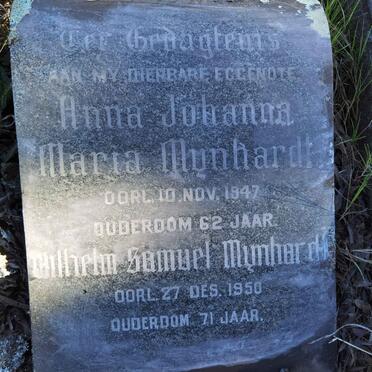 Ter Gedagtenis
AAN MY DIERBARE EGGENOTE
Anna Johanna
Maria Mynhardt
OORL. 10 NOV. 1947
OUDERDOM 62 JAAR.
Wilhelm Samuel Mynhardt
OORL. 27 DES. 1950
OUDERDOM 71 JAAR.